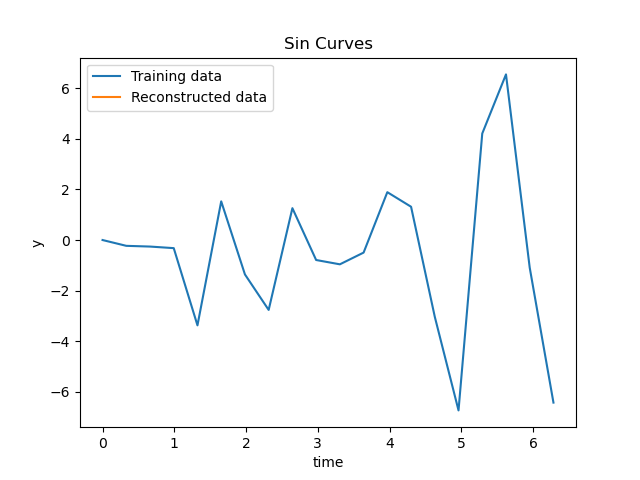 Sin Curves
Training data
Reconstructed data
6
4
2
0
−2
−4
−6
y
0 1 2 3 4 5 6
time